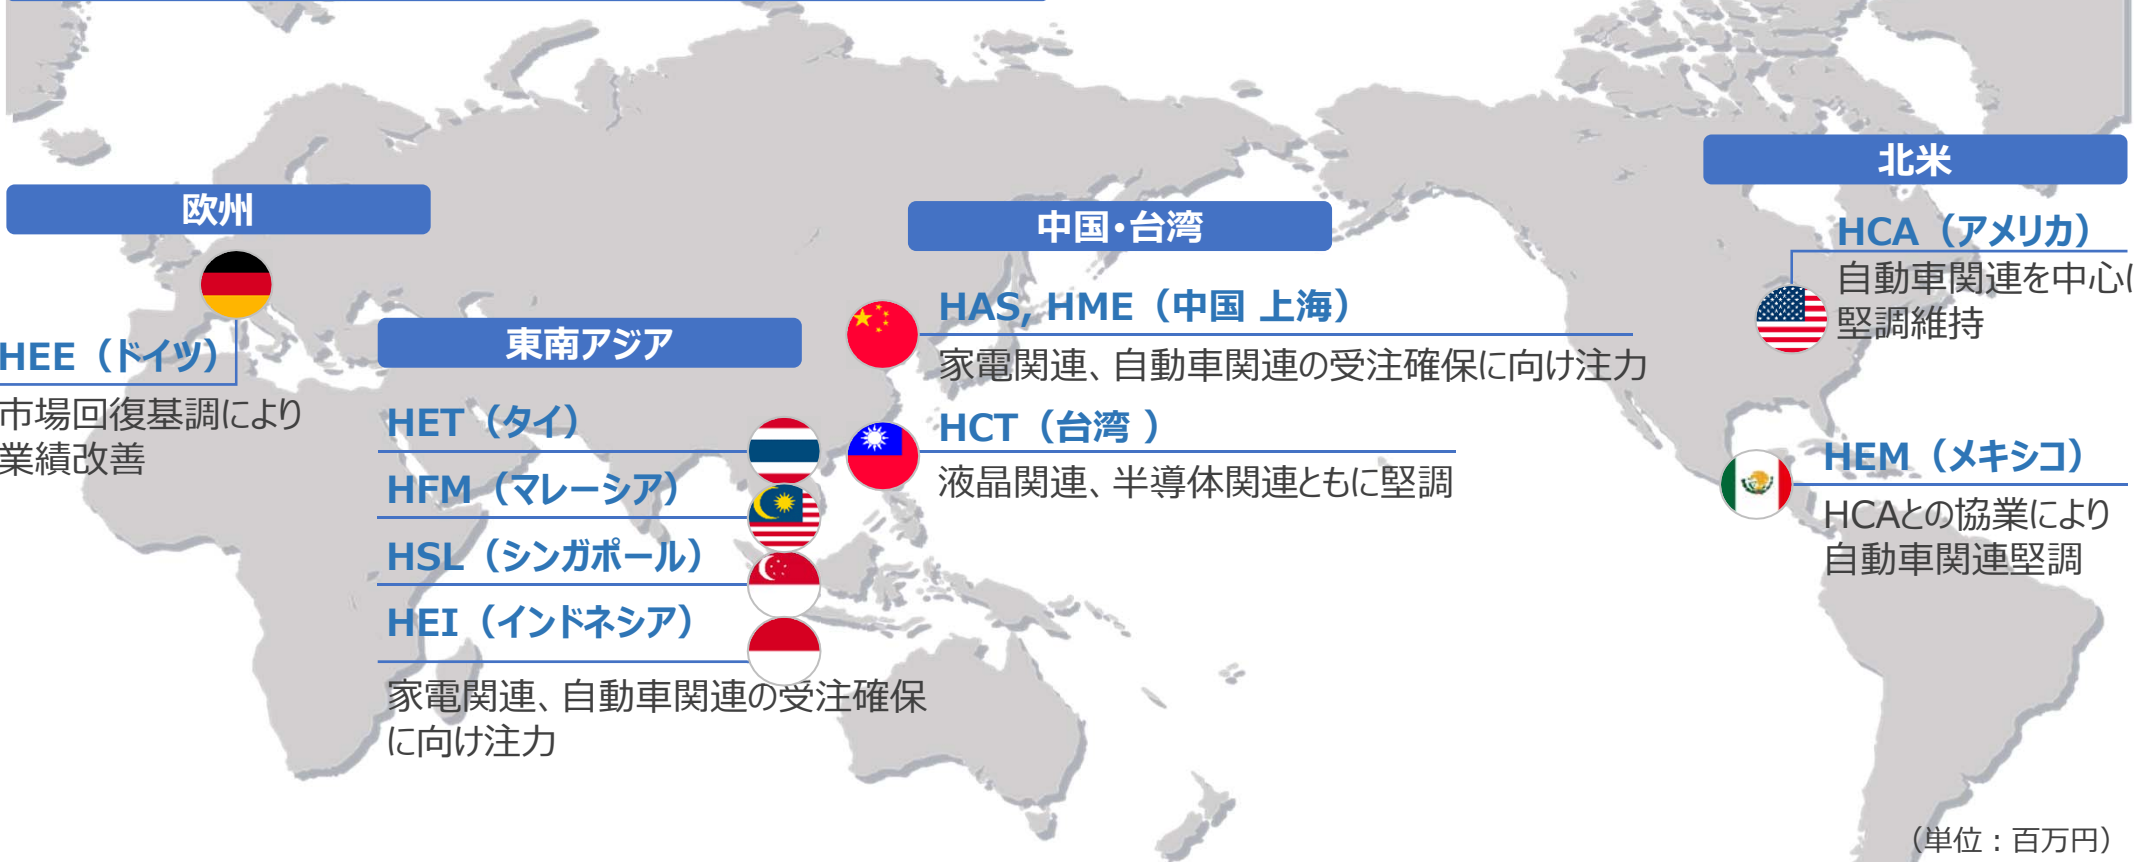 欧州
HEE（ドイツ）
市場回復基調により
業績改善
東南アジア
HET（タイ）
HFM（マレーシア）
HSL（シンガポール）
HEI（インドネシア）
家電関連、自動車関連の受注確保
に向け注力
中国・台湾
HAS, HME（中国 上海）
家電関連、自動車関連の受注確保に向け注力
HCT（台湾 ）
液晶関連、半導体関連ともに堅調
北米
HCA（アメリカ）
自動車関連を中心に
堅調維持
HEM（メキシコ）
HCAとの協業により
自動車関連堅調
（単位：百万円）